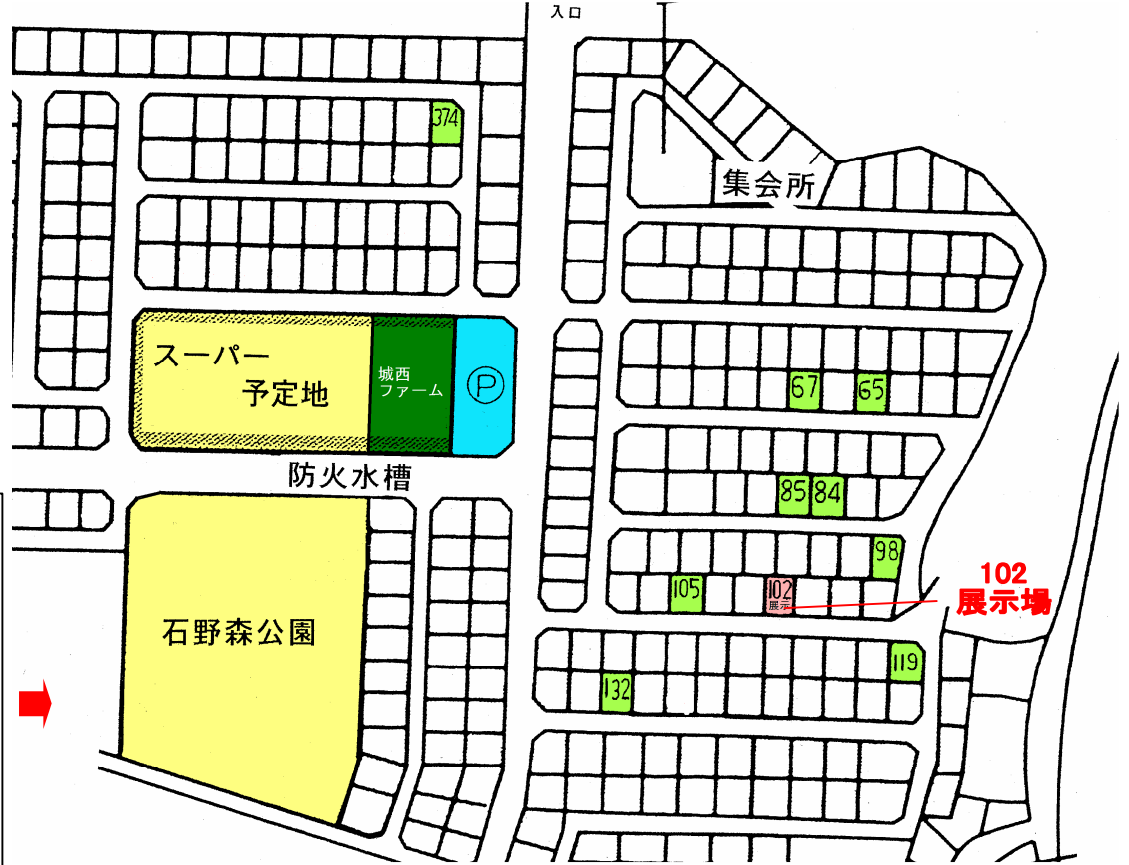 入口
374
集会所
スーパー
予定地
城西
ファーム
P
67
65
防火水槽
85
84
98
105
102
展示
102
展示場
石野森公園
119
132